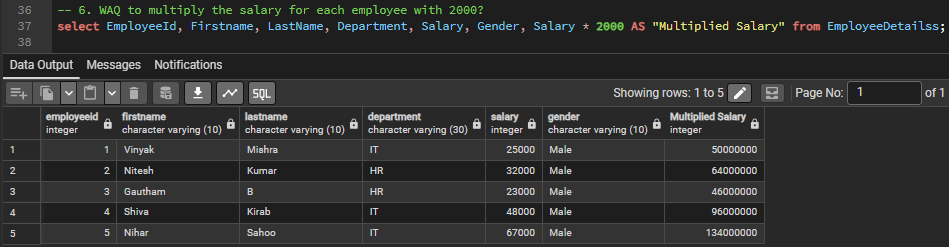 36 -- 6. WAQ to multiply the salary for each employee with 2000?
37 select EmployeeId, Firstname, LastName, Department, Salary, Gender, Salary * 2000 AS "Multiplied Salary" from EmployeeDetailss;
38
Data Output Messages Notifications
SQL Showing rows: 1 to 5 Page No: 1 of 1
employeeid firstname lastname department salary gender Multiplied Salary
integer character varying (10) character varying (10) character varying (30) integer character varying (10) integer
1 1 Vinyak Mishra IT 25000 Male 50000000
2 2 Nitesh Kumar HR 32000 Male 64000000
3 3 Gautham B HR 23000 Male 46000000
4 4 Shiva Kirab IT 48000 Male 96000000
5 5 Nihar Sahoo IT 67000 Male 134000000